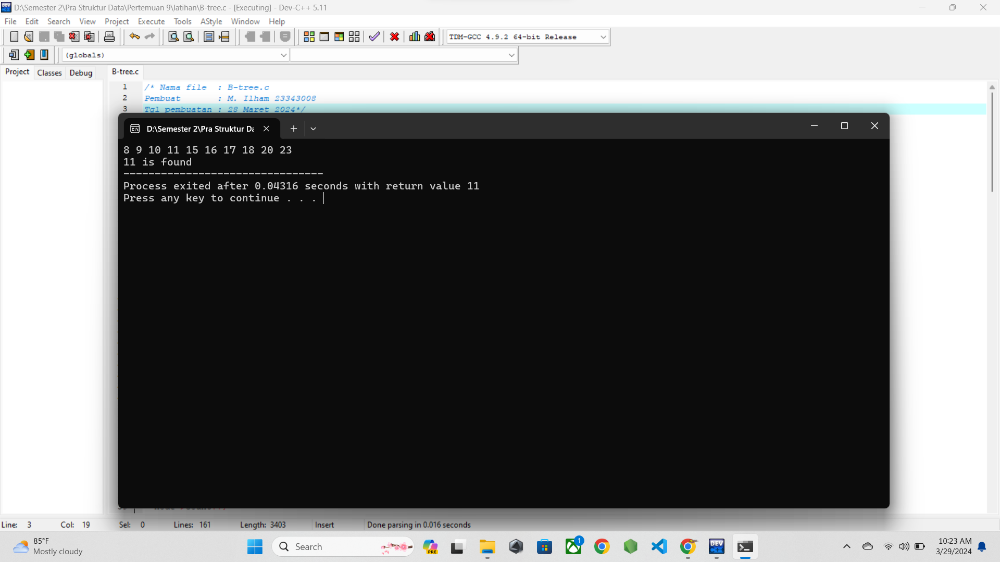 D:\Semester 2\Pra Struktur Data\Pertemuan 9\latihan\B-tree.c - [Executing] - Dev-C++ 5.11
File Edit Search View Project Execute Tools AStyle Window Help
TDM-GCC 4.9.2 64-bit Release
(globals)
Project Classes Debug
B-tree.c
1 /* Nama file : B-tree.c
2 Pembuat : M. Ilham 23343008
3 Tgl pembuatan : 28 Maret 2024*/
D:\Semester 2\Pra Struktur Da
8 9 10 11 15 16 17 18 20 23
11 is found
--------------------------------
Process exited after 0.04316 seconds with return value 11
Press any key to continue . . .
Line: 3 Col: 19 Sel: 0 Lines: 161 Length: 3403 Insert Done parsing in 0.016 seconds
85°F
Mostly cloudy
Search
PRE
1
DEV
C++
10:23 AM
3/29/2024